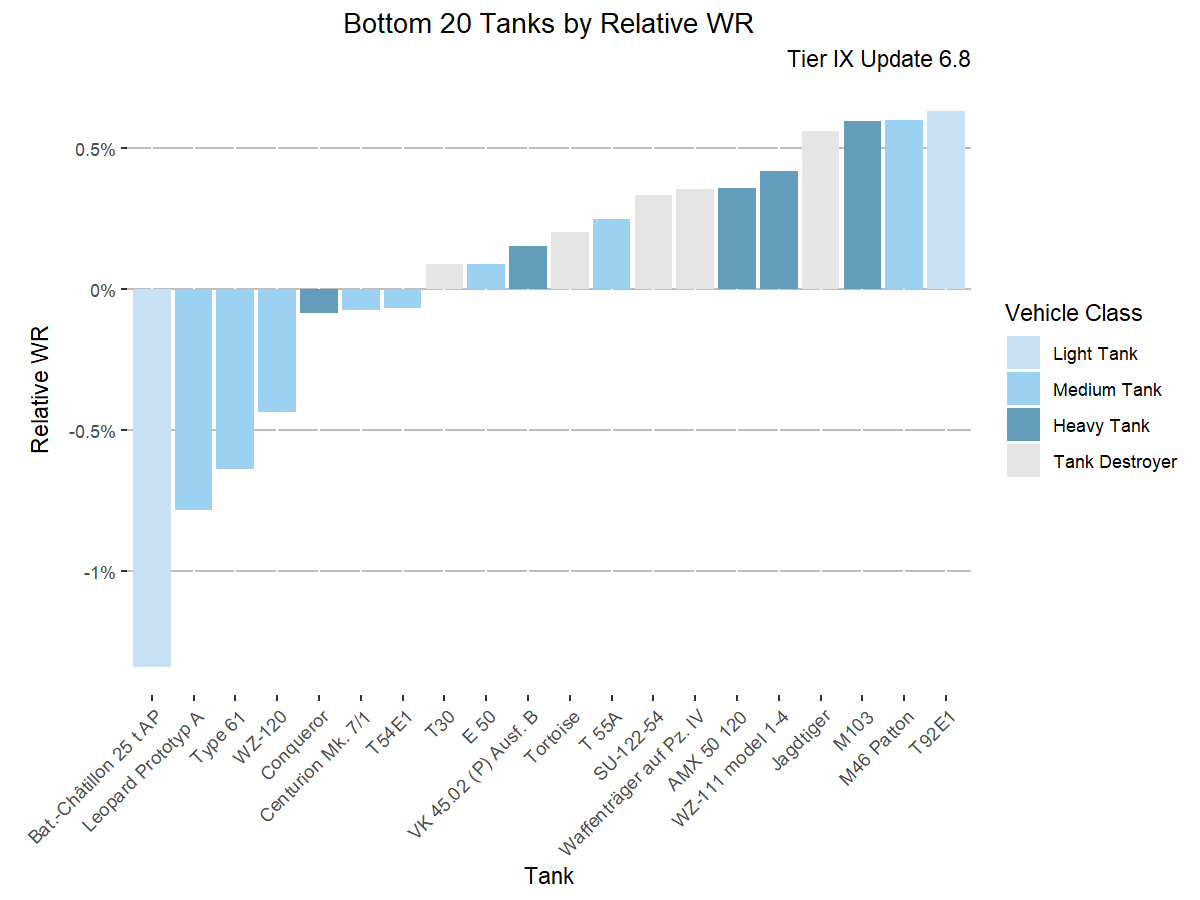 Bottom 20 Tanks by Relative WR
Tier IX Update 6.8
0.5%
0%
-0.5%
-1%
Relative WR
Bat.-Châtillon 25 t AP
Leopard Prototyp A
Type 61
WZ-120
Conqueror
Centurion Mk. 7/1
T54E1
T30
E 50
VK 45.02 (P) Ausf. B
Tortoise
T 55A
SU-122-54
Waffenträger auf Pz. IV
AMX 50 120
WZ-111 model 1-4
Jagdtiger
M103
M46 Patton
T92E1
Tank
Vehicle Class
Light Tank
Medium Tank
Heavy Tank
Tank Destroyer